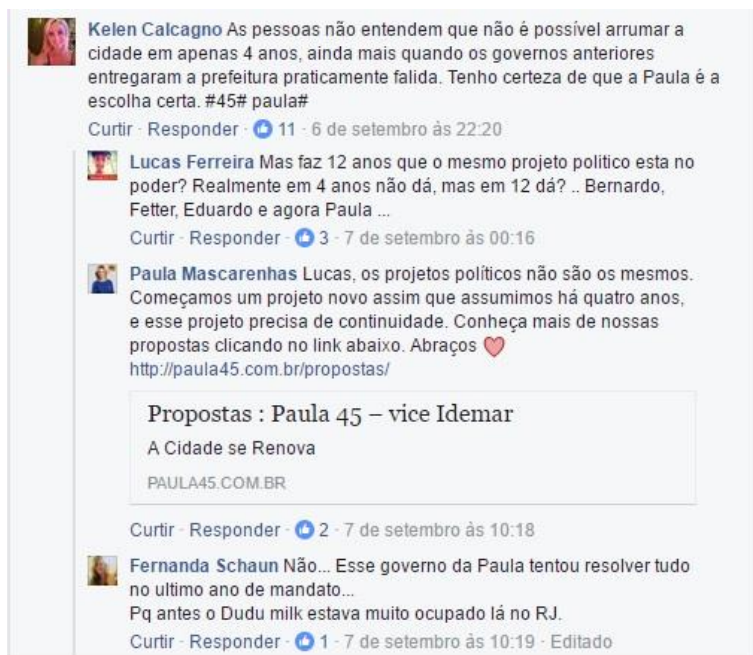 Kelen Calcagno As pessoas não entendem que não é possível arrumar a
cidade em apenas 4 anos, ainda mais quando os governos anteriores
entregaram a prefeitura praticamente falida. Tenho certeza de que a Paula é a
escolha certa. #45# paula#
Curtir · Responder · 11 · 6 de setembro às 22:20
Lucas Ferreira Mas faz 12 anos que o mesmo projeto politico esta no
poder? Realmente em 4 anos não dá, mas em 12 dá? .. Bernardo,
Fetter, Eduardo e agora Paula ...
Curtir · Responder · 3 · 7 de setembro às 00:16
Paula Mascarenhas Lucas, os projetos políticos não são os mesmos.
Começamos um projeto novo assim que assumimos há quatro anos,
e esse projeto precisa de continuidade. Conheça mais de nossas
propostas clicando no link abaixo. Abraços
http://paula45.com.br/propostas/
Propostas : Paula 45 – vice Idemar
A Cidade se Renova
PAULA45.COM.BR
Curtir · Responder · 2 · 7 de setembro às 10:18
Fernanda Schaun Não... Esse governo da Paula tentou resolver tudo
no ultimo ano de mandato...
Pq antes o Dudu milk estava muito ocupado lá no RJ.
Curtir · Responder · 1 · 7 de setembro às 10:19 · Editado